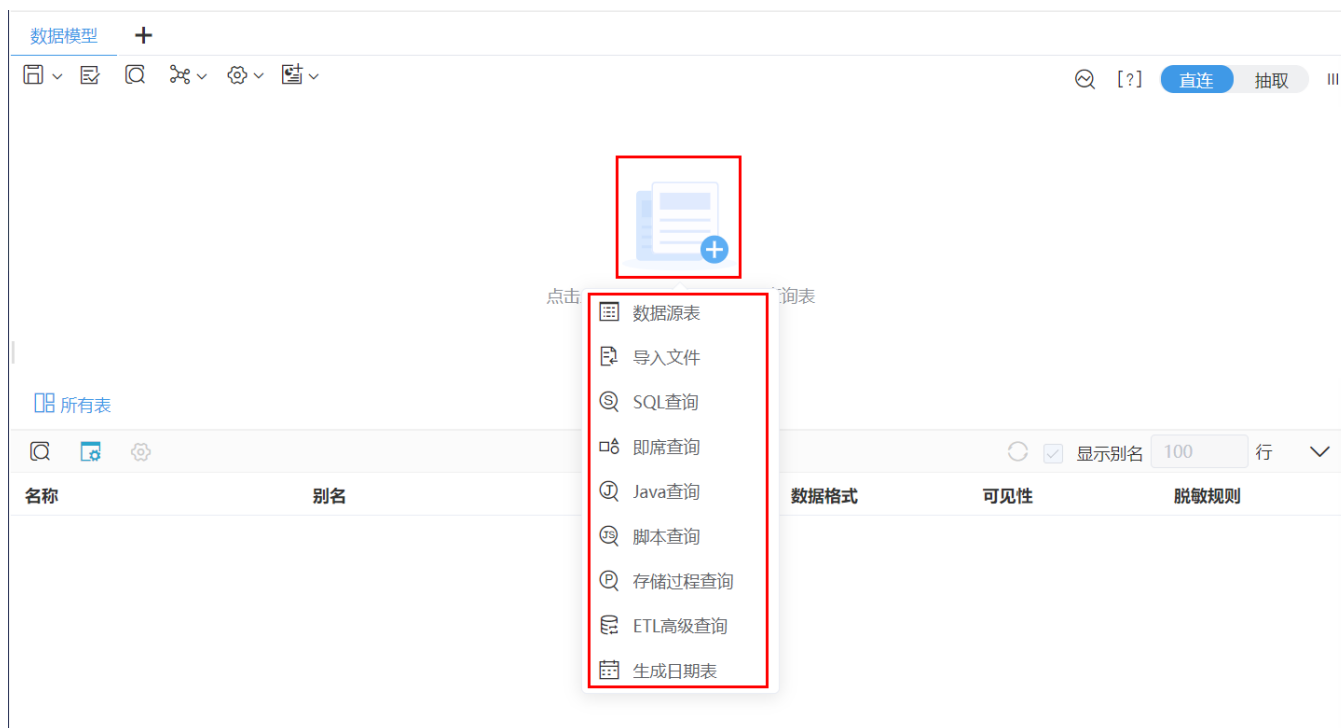 数据模型
[?] 直连 抽取
点击 询表
数据源表
导入文件
SQL查询
即席查询
Java查询
脚本查询
存储过程查询
ETL高级查询
生成日期表
所有表
显示别名 100 行
名称 别名 数据格式 可见性 脱敏规则